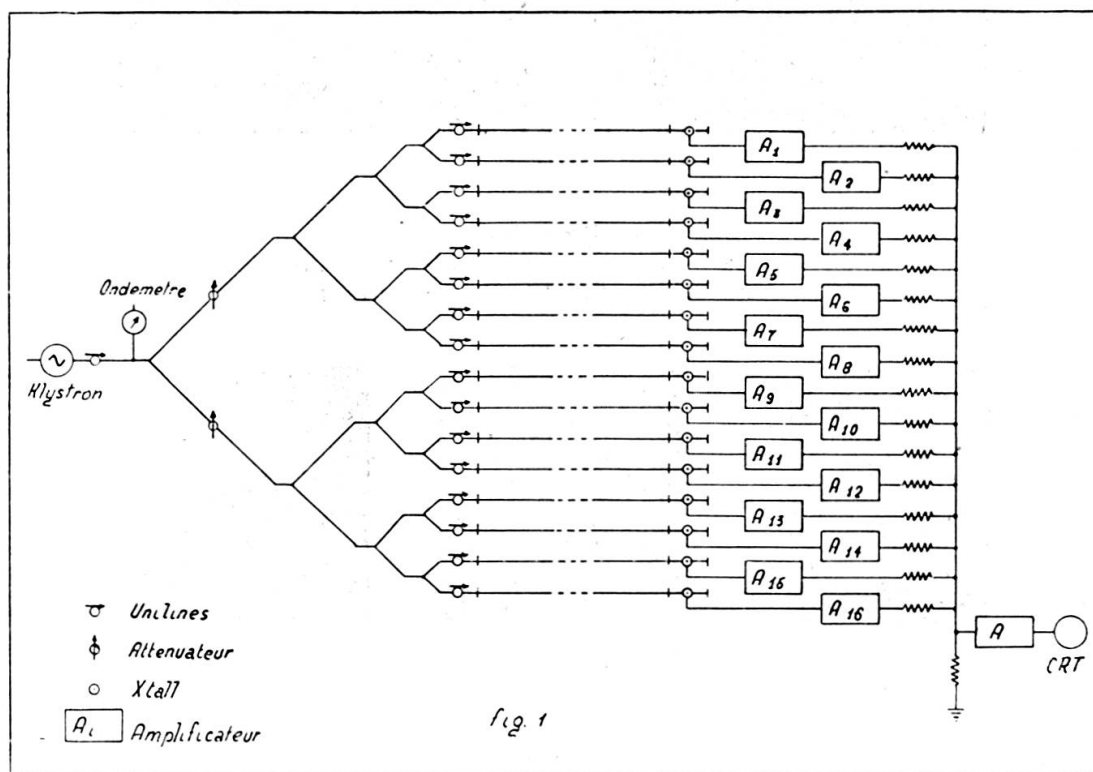 A1
A2
A3
A4
A5
A6
A7
A8
A9
A10
A11
A12
A13
A14
A15
A16
Ondemetre
Klystron
A
CRT
Unilines
Attenuateur
Xtall
Ai Amplificateur
fig. 1